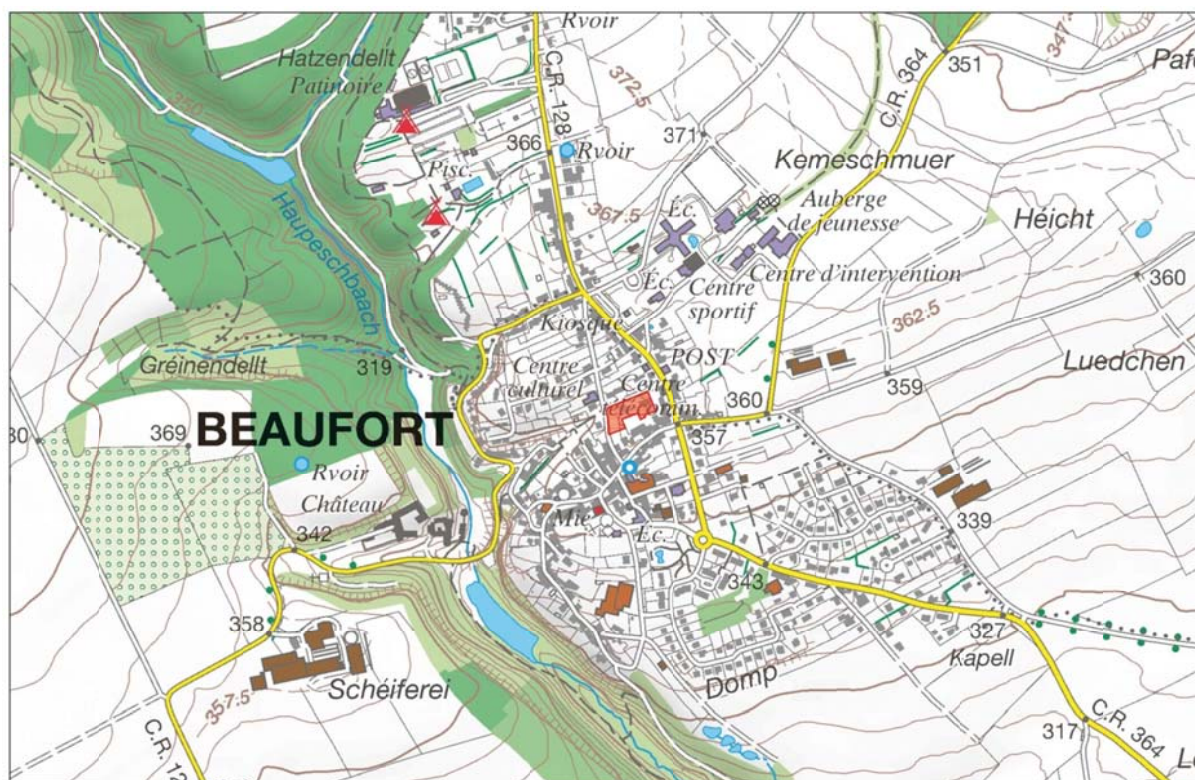 Rvoir
C.R. 364
347.5
Hatzendellt
Patinoire
C.R. 128
351
350
372.5
371
366
Rvoir
Kemeschmuer
Pisc.
Auberge
de jeunesse
Héicht
367.5
Éc.
Haupeschbaach
Centre d'intervention
360
Éc.
Centre
sportif
362.5
Kiosque
Gréinendellt
319
Centre
culturel
POST
Luedchen
359
Centre
télécomm
360
357
BEAUFORT
369
Rvoir
Château
342
Mie
Éc.
339
343
358
327
Kapell
Schéiferei
357.5
Domp
317
C.R. 364